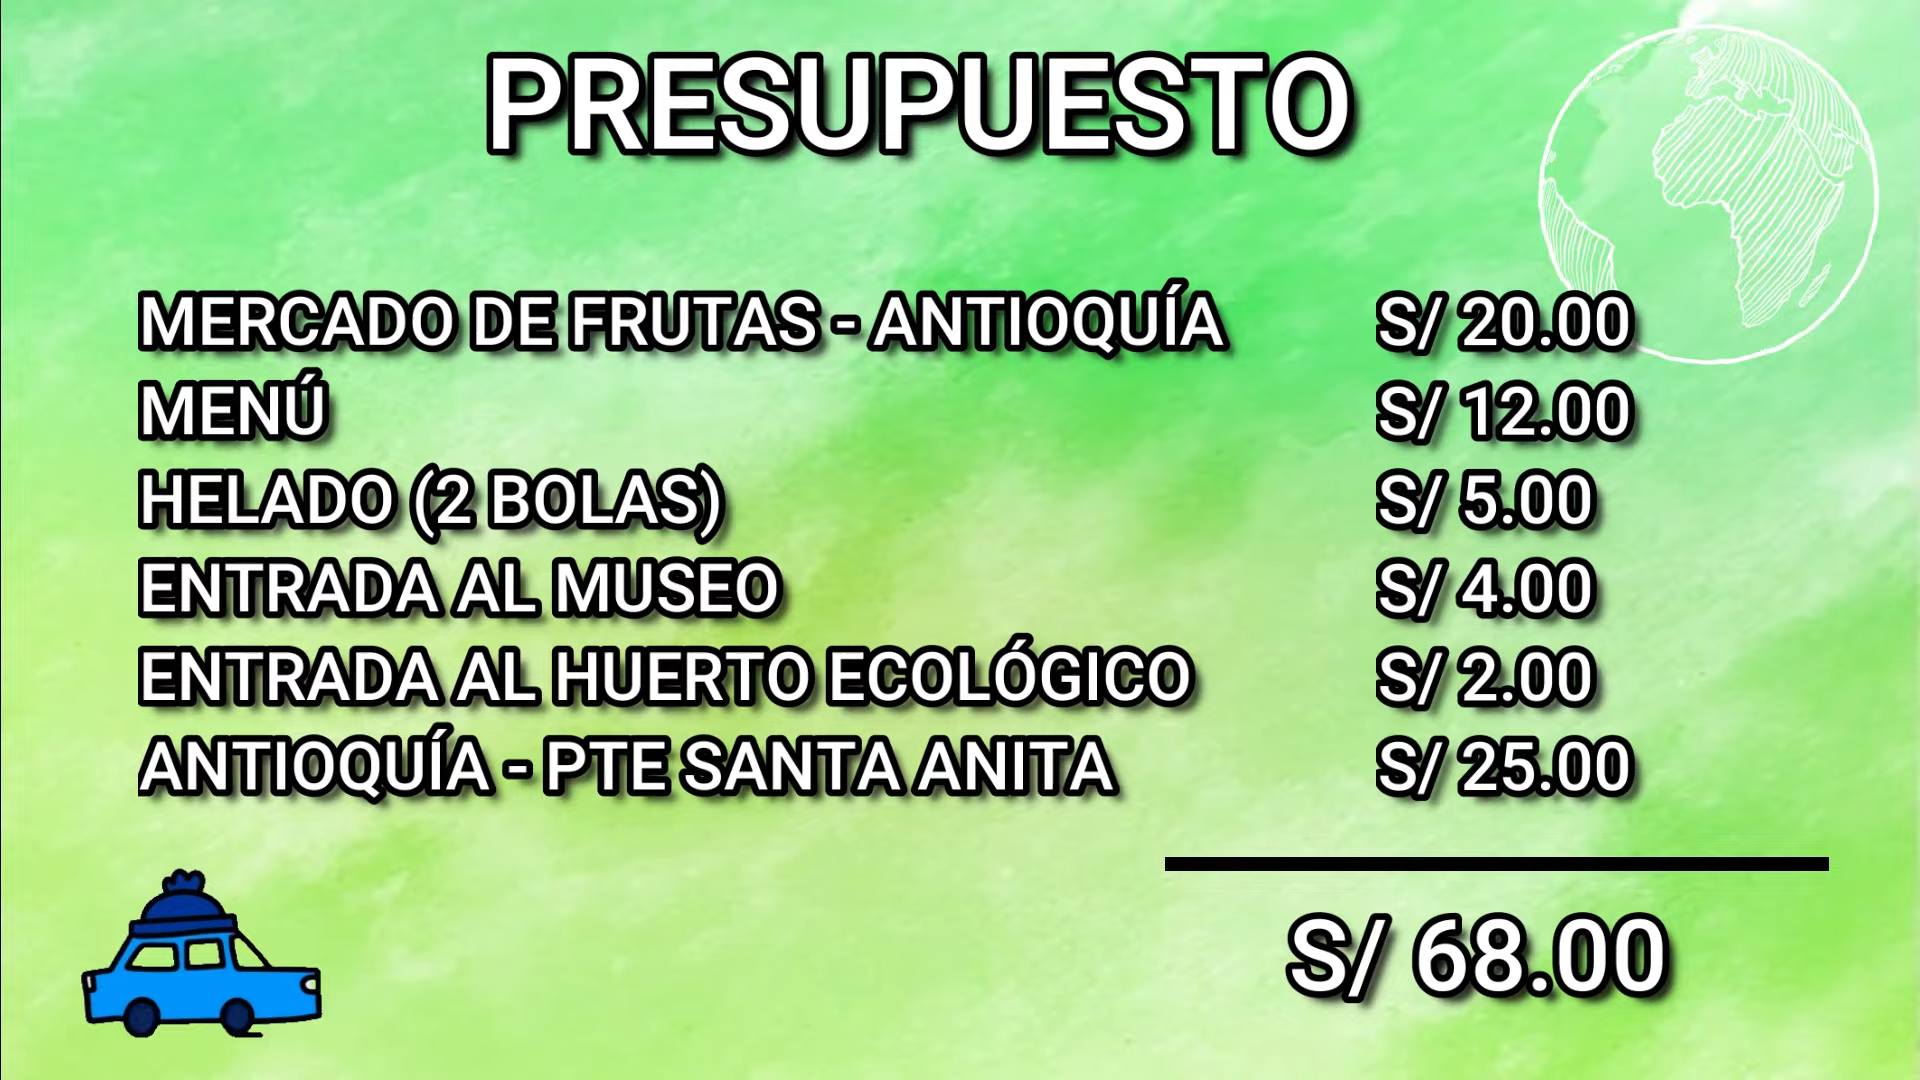 PRESUPUESTO
MERCADO DE FRUTAS - ANTIOQUÍA S/ 20.00
MENÚ S/ 12.00
HELADO (2 BOLAS) S/ 5.00
ENTRADA AL MUSEO S/ 4.00
ENTRADA AL HUERTO ECOLÓGICO S/ 2.00
ANTIOQUÍA - PTE SANTA ANITA S/ 25.00
S/ 68.00